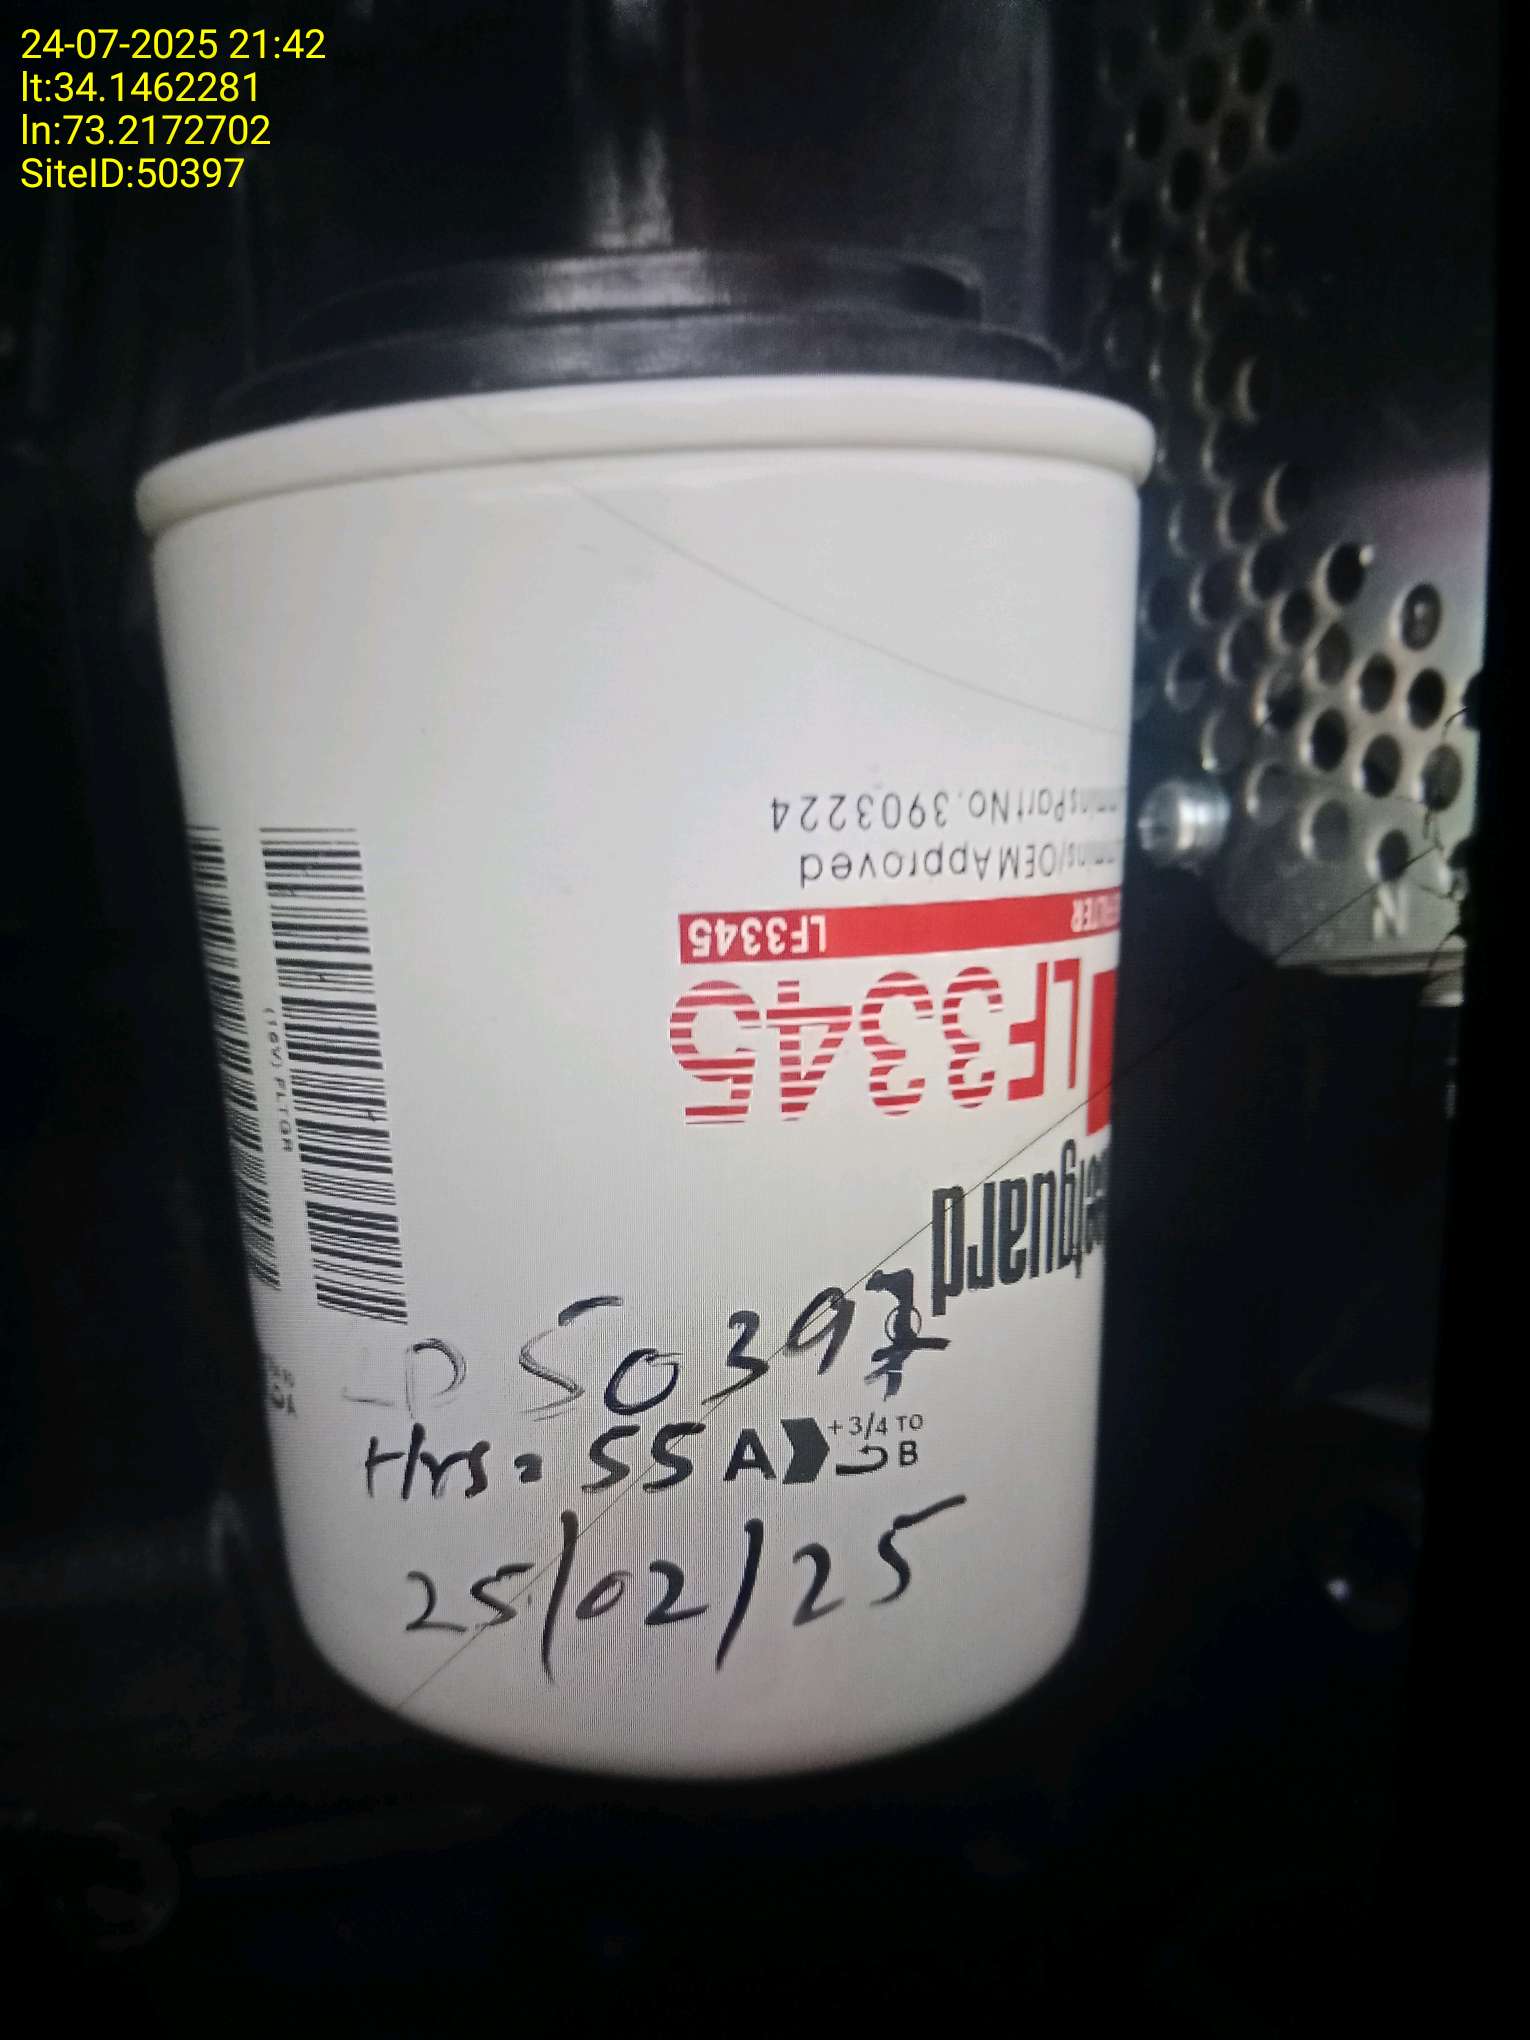 24-07-2025 21:42
lt:34.1462281
ln:73.2172702
SiteID:50397
PartNo.3903224
/OEMApproved
LF3345
LF3345
50397
Hrs = 55 A
+3/4 TO
B
25/02/25